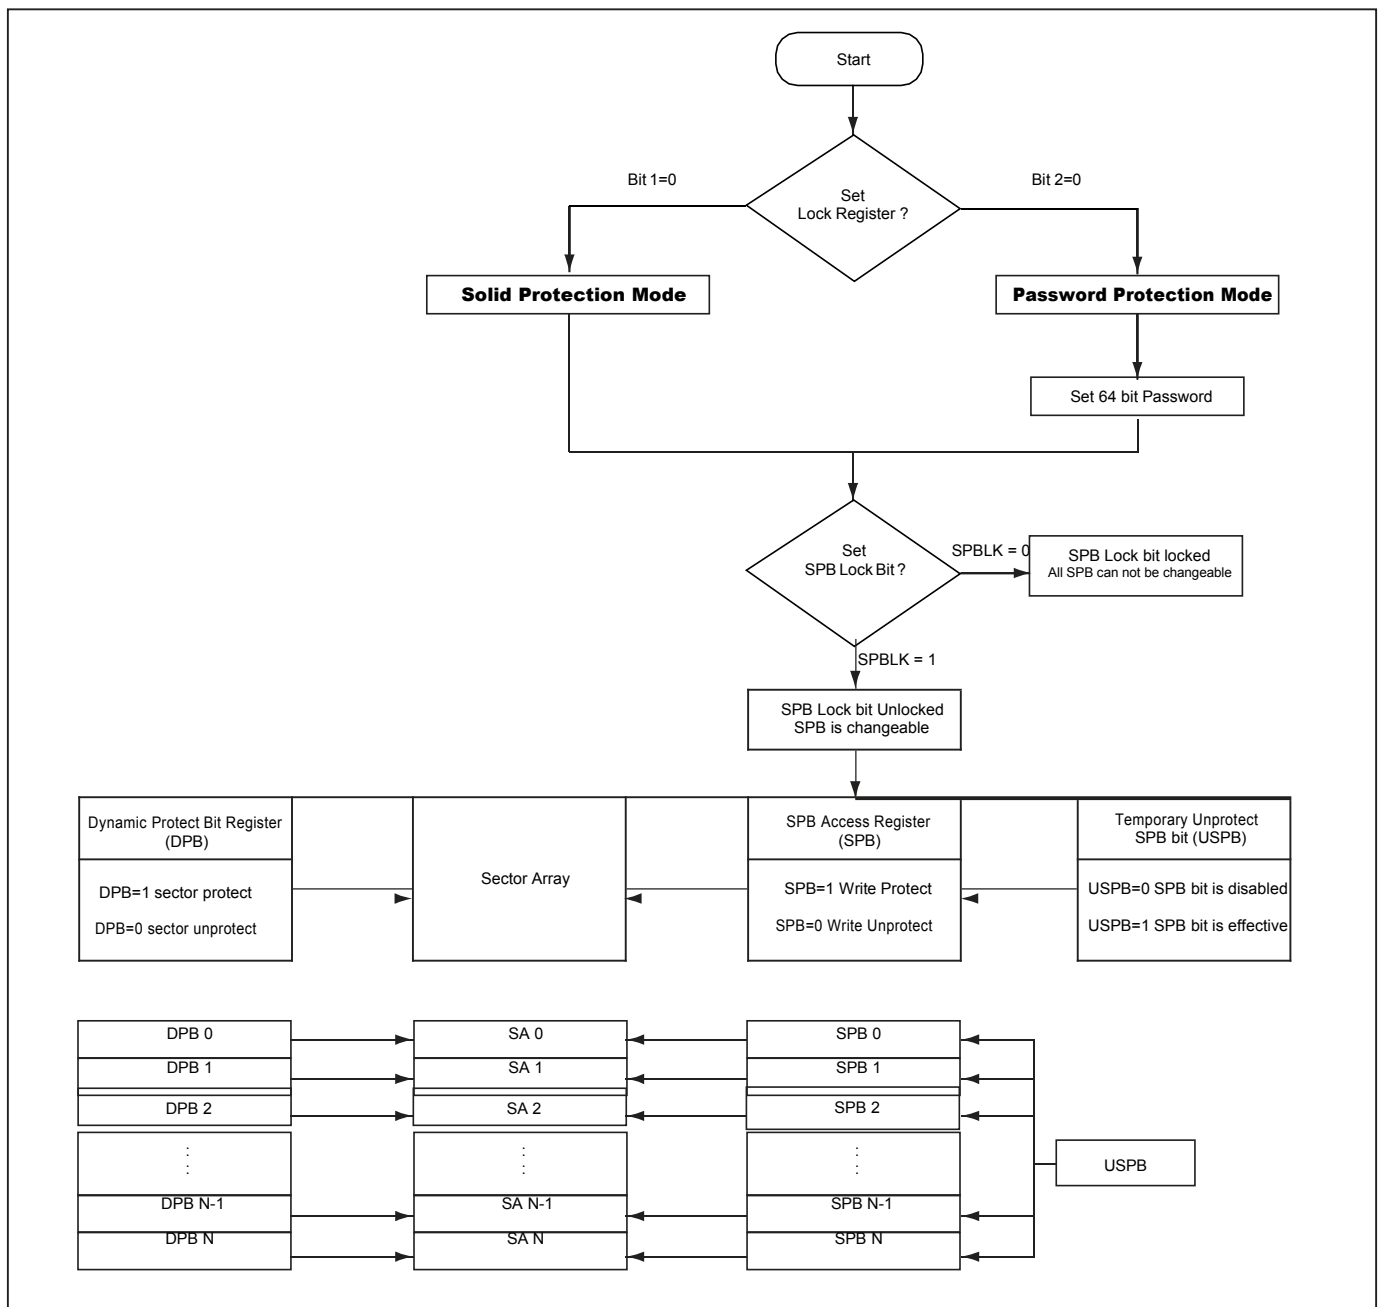 Start
Bit 1=0
Bit 2=0
Set
Lock Register ?
Solid Protection Mode
Password Protection Mode
Set 64 bit Password
Set
SPB Lock Bit ?
SPBLK = 0
SPB Lock bit locked
All SPB can not be changeable
SPBLK = 1
SPB Lock bit Unlocked
SPB is changeable
Dynamic Protect Bit Register
(DPB)
DPB=1 sector protect
DPB=0 sector unprotect
Sector Array
SPB Access Register
(SPB)
SPB=1 Write Protect
SPB=0 Write Unprotect
Temporary Unprotect
SPB bit (USPB)
USPB=0 SPB bit is disabled
USPB=1 SPB bit is effective
DPB 0
SA 0
SPB 0
DPB 1
SA 1
SPB 1
DPB 2
SA 2
SPB 2
: : :
: : :
USPB
DPB N-1
SA N-1
SPB N-1
DPB N
SA N
SPB N